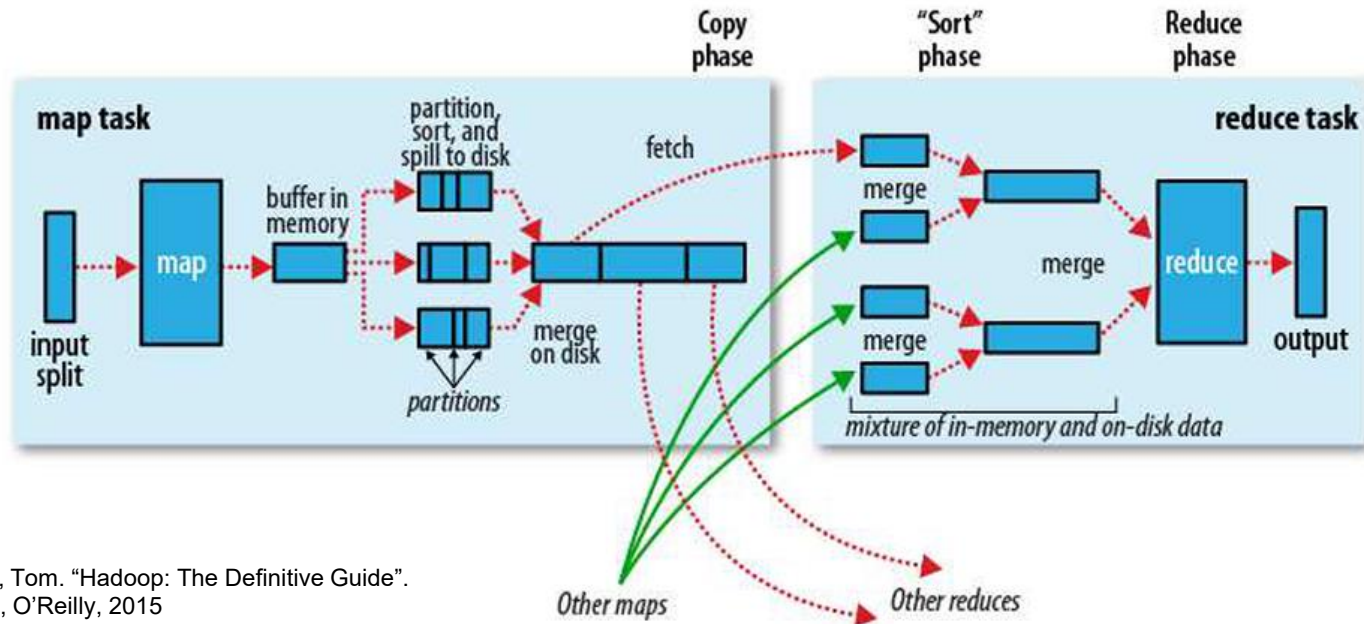 Copy
phase
“Sort”
phase
Reduce
phase
map task
partition,
sort, and
spill to disk
fetch
reduce task
buffer in
memory
merge
map
merge
reduce
input
split
merge
on disk
merge
output
partitions
mixture of in-memory and on-disk data
, Tom. “Hadoop: The Definitive Guide”.
, O’Reilly, 2015
Other maps
Other reduces